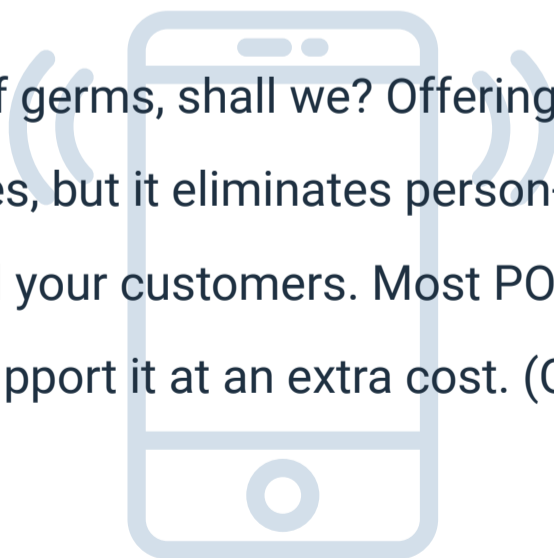 f germs, shall we? Offering
es, but it eliminates person-
your customers. Most PO
pport it at an extra cost. (